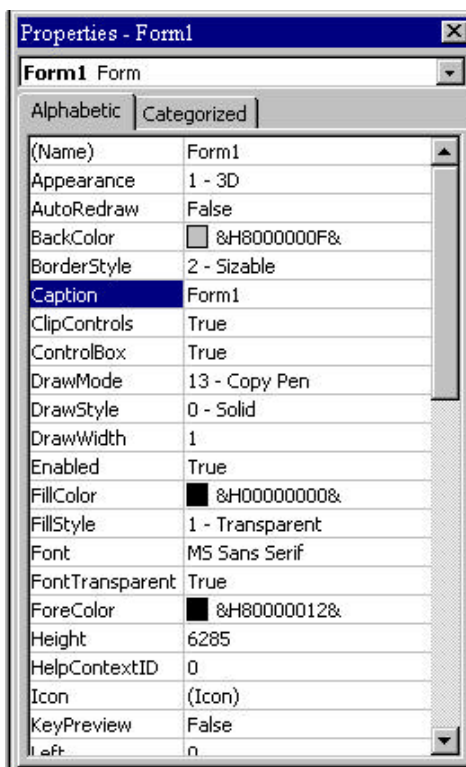 Properties - Form1
Form1 Form
Alphabetic Categorized
(Name) Form1
Appearance 1 - 3D
AutoRedraw False
BackColor &H8000000F&
BorderStyle 2 - Sizable
Caption Form1
ClipControls True
ControlBox True
DrawMode 13 - Copy Pen
DrawStyle 0 - Solid
DrawWidth 1
Enabled True
FillColor &H00000000&
FillStyle 1 - Transparent
Font MS Sans Serif
FontTransparent True
ForeColor &H80000012&
Height 6285
HelpContextID 0
Icon (Icon)
KeyPreview False
Left 0